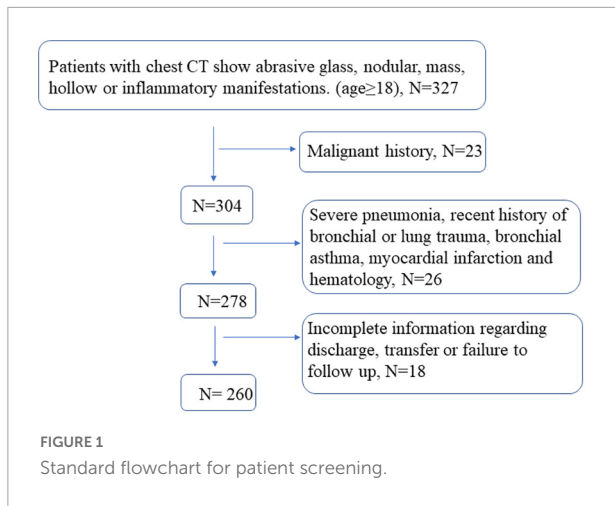 Patients with chest CT show abrasive glass, nodular, mass,
hollow or inflammatory manifestations. (age≥18), N=327
Malignant history, N=23
N=304
Severe pneumonia, recent history of
bronchial or lung trauma, bronchial
asthma, myocardial infarction and
hematology, N=26
N=278
Incomplete information regarding
discharge, transfer or failure to
follow up, N=18
N= 260
FIGURE 1
Standard flowchart for patient screening.